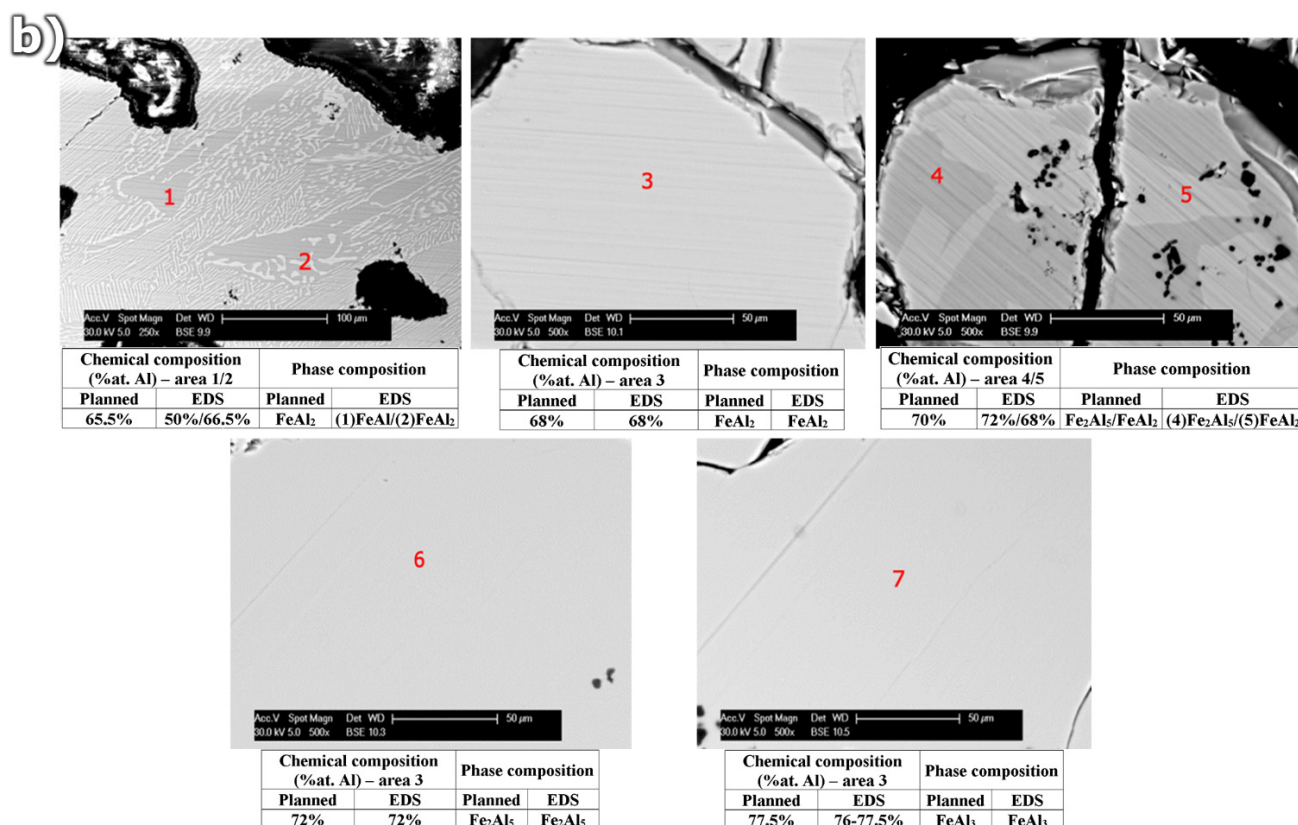 b)
1
2
Acc.V Spot Magn Det WD 100 µm
30.0 kV 5.0 250x BSE 9.9
3
Acc.V Spot Magn Det WD 50 µm
30.0 kV 5.0 500x BSE 10.1
4
5
Acc.V Spot Magn Det WD 50 µm
30.0 kV 5.0 500x BSE 9.9
Chemical composition Phase composition
(%at. Al) – area 1/2
Planned EDS Planned EDS
65.5% 50%/66.5% FeAl₂ (1)FeAl/(2)FeAl₂
Chemical composition Phase composition
(%at. Al) – area 3
Planned EDS Planned EDS
68% 68% FeAl₂ FeAl₂
Chemical composition Phase composition
(%at. Al) – area 4/5
Planned EDS Planned EDS
70% 72%/68% Fe₂Al₅/FeAl₂ (4)Fe₂Al₅/(5)FeAl₂
6
Acc.V Spot Magn Det WD 50 µm
30.0 kV 5.0 500x BSE 10.3
7
Acc.V Spot Magn Det WD 50 µm
30.0 kV 5.0 500x BSE 10.5
Chemical composition Phase composition
(%at. Al) – area 3
Planned EDS Planned EDS
72% 72% Fe₂Al₅ Fe₂Al₅
Chemical composition Phase composition
(%at. Al) – area 3
Planned EDS Planned EDS
77.5% 76-77.5% FeAl₃ FeAl₃